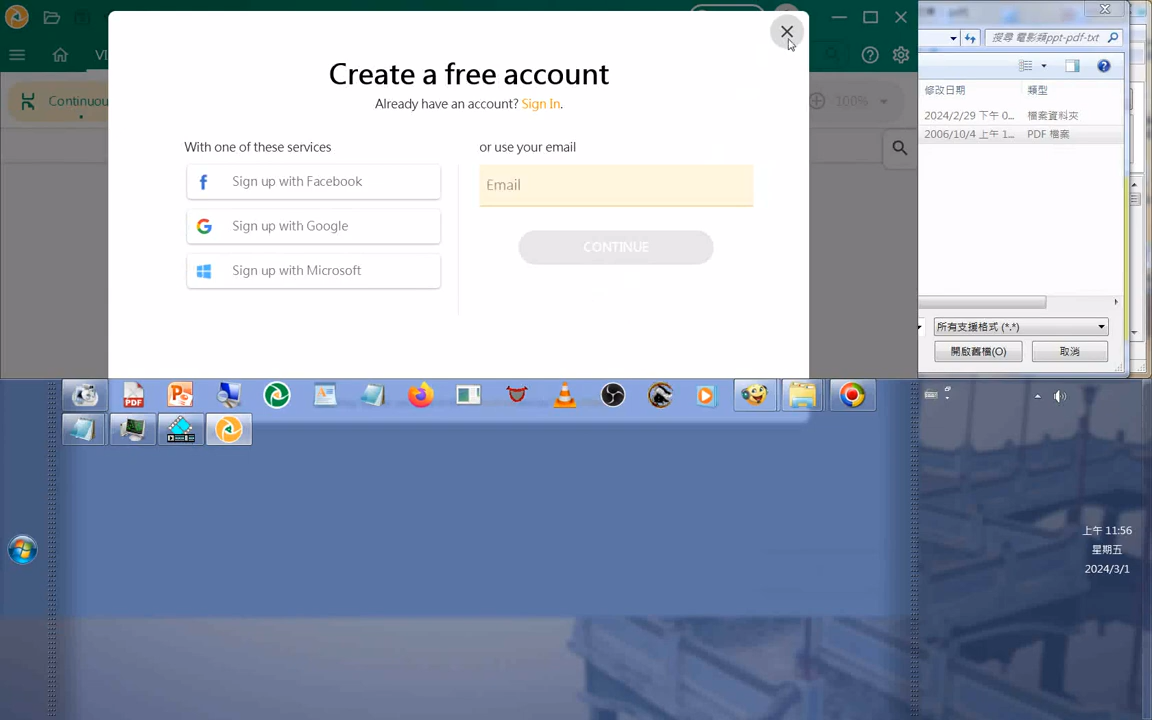 Create a free account
Already have an account? Sign In.
With one of these services
Sign up with Facebook
Sign up with Google
Sign up with Microsoft
or use your email
Email
CONTINUE
Continuou
100%
搜尋 電影類ppt-pdf-txt
修改日期 類型
2024/2/29 下午 0... 檔案資料夾
2006/10/4 上午 1... PDF 檔案
所有支援格式 (*.*)
開啟舊檔(O) 取消
PDF
上午 11:56
星期五
2024/3/1